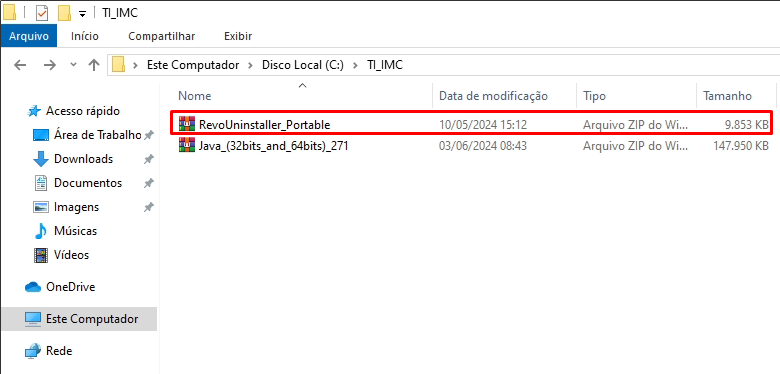 TI_IMC
Arquivo Início Compartilhar Exibir
Este Computador Disco Local (C:) TI_IMC
Nome Data de modificação Tipo Tamanho
Acesso rápido
RevoUninstaller_Portable 10/05/2024 15:12 Arquivo ZIP do Wi... 9.853 KB
Área de Trabalho
Java_(32bits_and_64bits)_271 03/06/2024 08:43 Arquivo ZIP do Wi... 147.950 KB
Downloads
Documentos
Imagens
Músicas
Vídeos
OneDrive
Este Computador
Rede